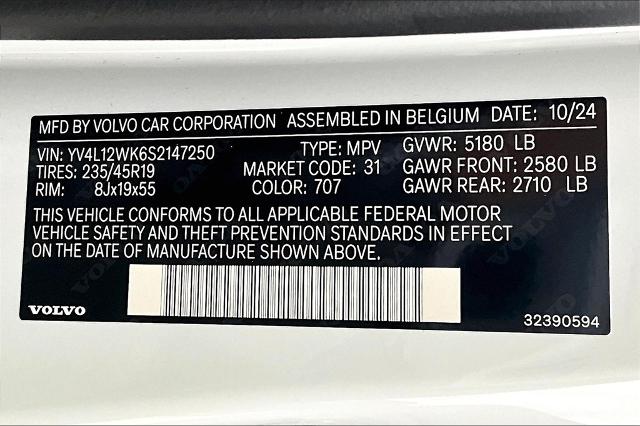 MFD BY VOLVO CAR CORPORATION ASSEMBLED IN BELGIUM DATE: 10/24
VIN: YV4L12WK6S2147250 TYPE: MPV GVWR: 5180 LB
TIRES: 235/45R19 MARKET CODE: 31 GAWR FRONT: 2580 LB
RIM: 8Jx19x55 COLOR: 707 GAWR REAR: 2710 LB
THIS VEHICLE CONFORMS TO ALL APPLICABLE FEDERAL MOTOR
VEHICLE SAFETY AND THEFT PREVENTION STANDARDS IN EFFECT
ON THE DATE OF MANUFACTURE SHOWN ABOVE.
VOLVO 32390594